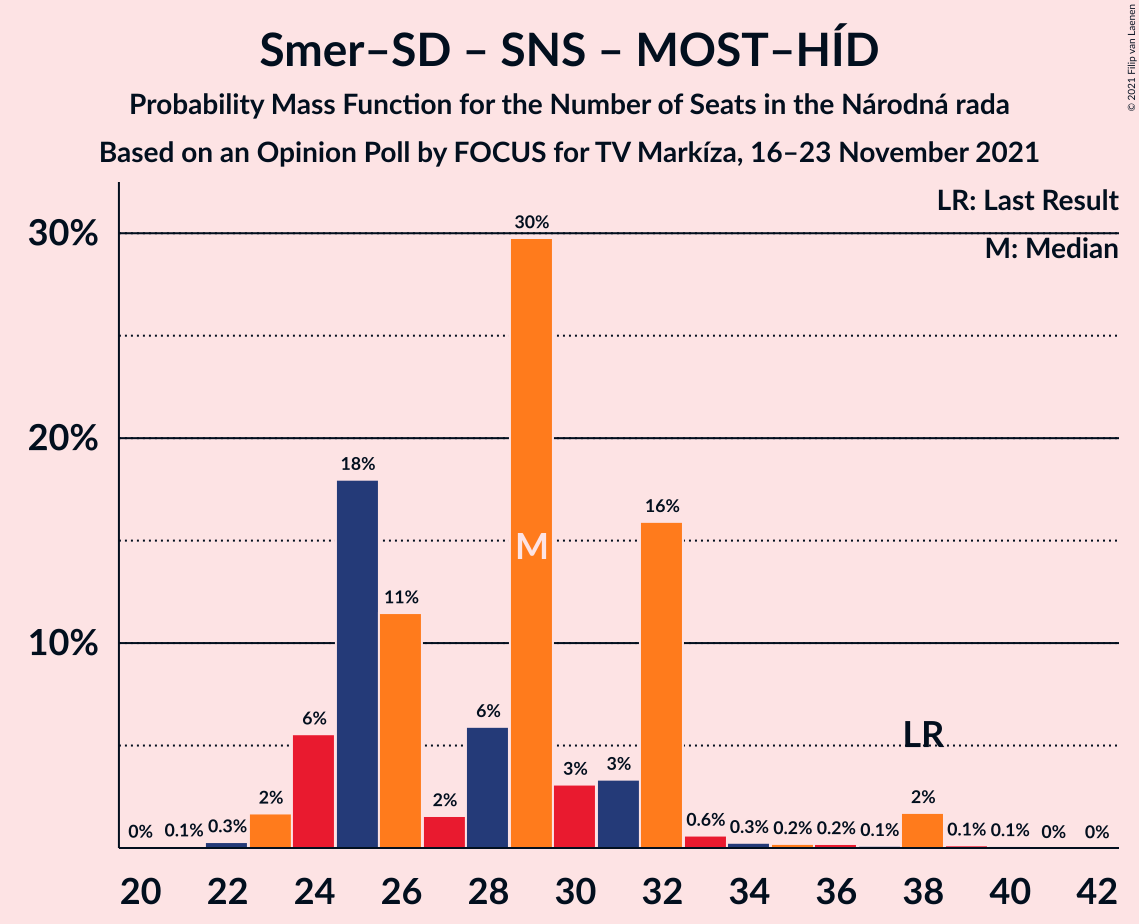 Smer–SD – SNS – MOST–HÍD
Probability Mass Function for the Number of Seats in the Národná rada
Based on an Opinion Poll by FOCUS for TV Markíza, 16–23 November 2021
© 2021 Filip van Laenen
LR: Last Result
M: Median
30%
20%
10%
0%
0.1%
0.3%
2%
6%
18%
11%
2%
6%
30%
3%
3%
16%
0.6%
0.3%
0.2%
0.2%
0.1%
2%
0.1%
0.1%
0%
0%
M
LR
20 22 24 26 28 30 32 34 36 38 40 42